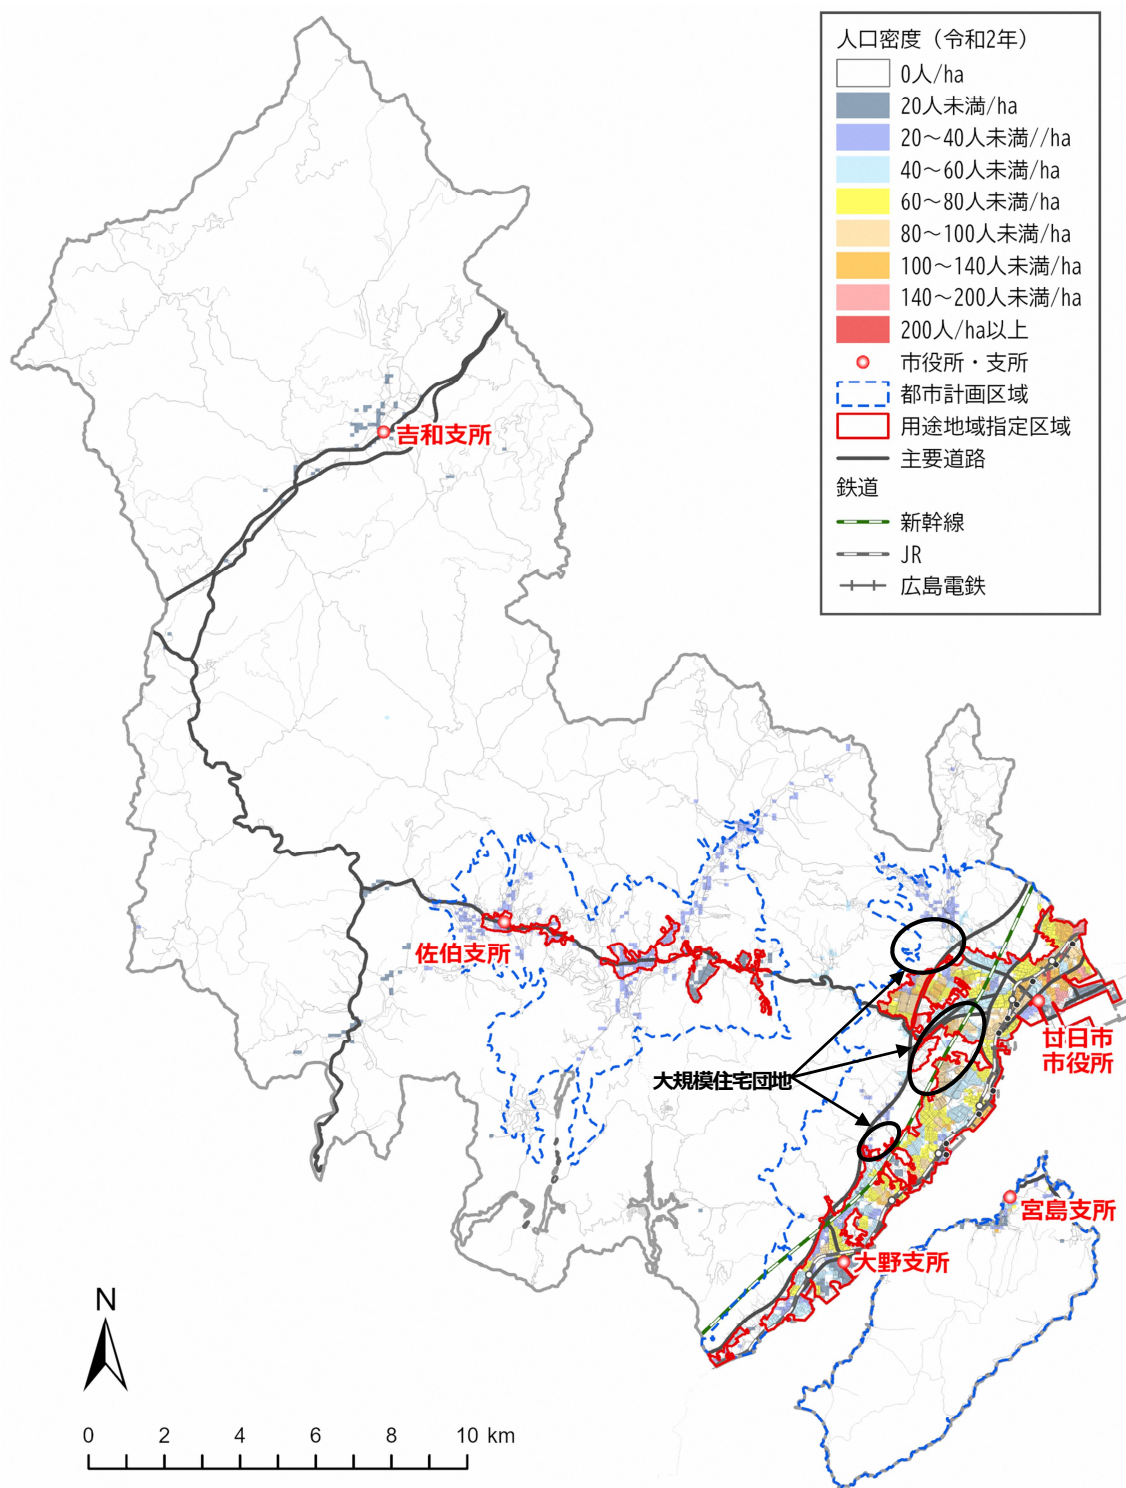 人口密度（令和2年）
0人/ha
20人未満/ha
20～40人未満//ha
40～60人未満/ha
60～80人未満/ha
80～100人未満/ha
100～140人未満/ha
140～200人未満/ha
200人/ha以上
市役所・支所
都市計画区域
用途地域指定区域
主要道路
鉄道
新幹線
JR
広島電鉄
吉和支所
佐伯支所
廿日市
市役所
大規模住宅団地
宮島支所
大野支所
N
0 2 4 6 8 10 km